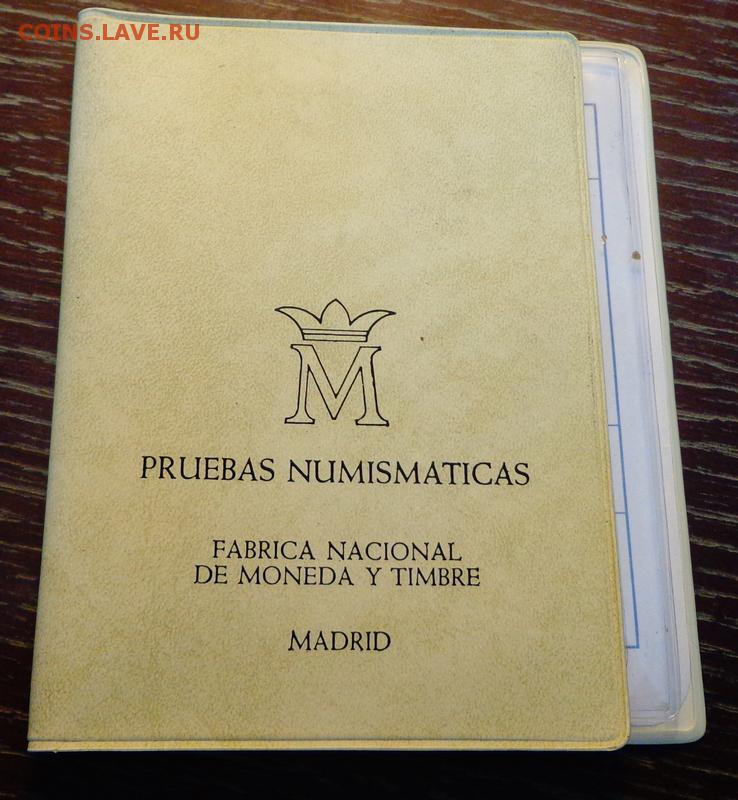 COINS.LAVE.RU
M
PRUEBAS NUMISMATICAS
FABRICA NACIONAL
DE MONEDA Y TIMBRE
MADRID